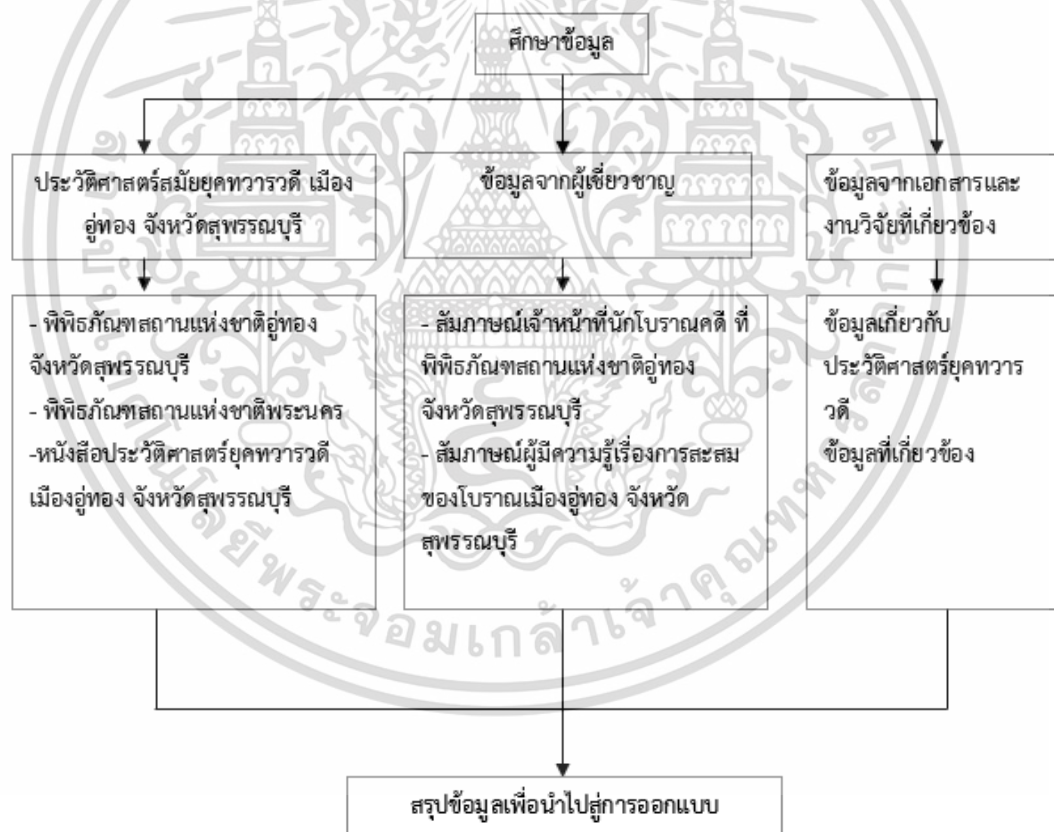 ศึกษาข้อมูล
ประวัติศาสตร์สมัยยุคทวารวดี เมือง
อู่ทอง จังหวัดสุพรรณบุรี
ข้อมูลจากผู้เชี่ยวชาญ
ข้อมูลจากเอกสารและ
งานวิจัยที่เกี่ยวข้อง
- พิพิธภัณฑสถานแห่งชาติอู่ทอง
จังหวัดสุพรรณบุรี
- พิพิธภัณฑสถานแห่งชาติพระนคร
-หนังสือประวัติศาสตร์ยุคทวารวดี
เมืองอู่ทอง จังหวัดสุพรรณบุรี
- สัมภาษณ์เจ้าหน้าที่นักโบราณคดี ที่
พิพิธภัณฑสถานแห่งชาติอู่ทอง
จังหวัดสุพรรณบุรี
- สัมภาษณ์ผู้มีความรู้เรื่องการสะสม
ของโบราณเมืองอู่ทอง จังหวัด
สุพรรณบุรี
ข้อมูลเกี่ยวกับ
ประวัติศาสตร์ยุคทวาร
วดี
ข้อมูลที่เกี่ยวข้อง
สรุปข้อมูลเพื่อนำไปสู่การออกแบบ